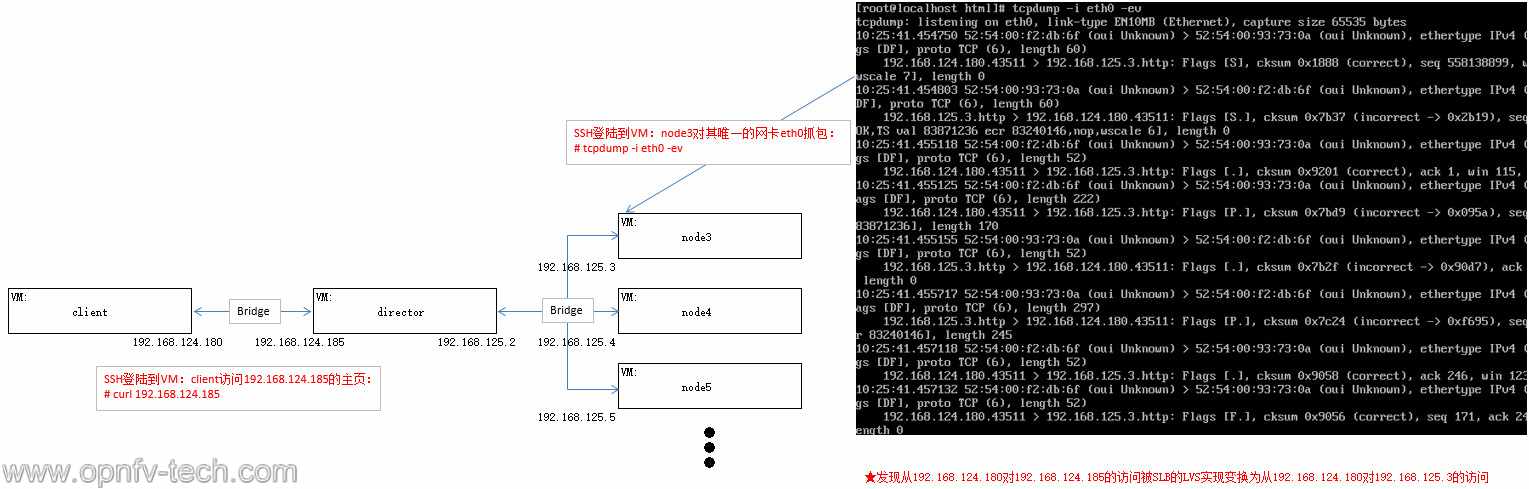 [root@localhost html]# tcpdump -i eth0 -ev
tcpdump: listening on eth0, link-type EN10MB (Ethernet), capture size 65535 bytes
10:25:41.454750 52:54:00:f2:db:6f (oui Unknown) > 52:54:00:93:73:0a (oui Unknown), ethertype IPv4 (
gs [DF], proto TCP (6), length 60)
192.168.124.180.43511 > 192.168.125.3.http: Flags [S], cksum 0x1888 (correct), seq 558138899, w
wscale 7], length 0
10:25:41.454803 52:54:00:93:73:0a (oui Unknown) > 52:54:00:f2:db:6f (oui Unknown), ethertype IPv4 (
DF], proto TCP (6), length 60)
192.168.125.3.http > 192.168.124.180.43511: Flags [S.], cksum 0x7b37 (incorrect -> 0x2b19), seq
OK,TS val 83871236 ecr 83240146,nop,wscale 6], length 0
10:25:41.455118 52:54:00:f2:db:6f (oui Unknown) > 52:54:00:93:73:0a (oui Unknown), ethertype IPv4 (
gs [DF], proto TCP (6), length 52)
192.168.124.180.43511 > 192.168.125.3.http: Flags [.], cksum 0x9201 (correct), ack 1, win 115,
10:25:41.455125 52:54:00:f2:db:6f (oui Unknown) > 52:54:00:93:73:0a (oui Unknown), ethertype IPv4 (
ags [DF], proto TCP (6), length 222)
192.168.124.180.43511 > 192.168.125.3.http: Flags [P.], cksum 0x7bd9 (incorrect -> 0x095a), seq
83871236], length 170
10:25:41.455155 52:54:00:93:73:0a (oui Unknown) > 52:54:00:f2:db:6f (oui Unknown), ethertype IPv4 (
gs [DF], proto TCP (6), length 52)
192.168.125.3.http > 192.168.124.180.43511: Flags [.], cksum 0x7b2f (incorrect -> 0x90d7), ack
length 0
10:25:41.455717 52:54:00:93:73:0a (oui Unknown) > 52:54:00:f2:db:6f (oui Unknown), ethertype IPv4 (
ags [DF], proto TCP (6), length 297)
192.168.125.3.http > 192.168.124.180.43511: Flags [P.], cksum 0x7c24 (incorrect -> 0xf695), seq
r 83240146], length 245
10:25:41.457118 52:54:00:f2:db:6f (oui Unknown) > 52:54:00:93:73:0a (oui Unknown), ethertype IPv4 (
gs [DF], proto TCP (6), length 52)
192.168.124.180.43511 > 192.168.125.3.http: Flags [.], cksum 0x9058 (correct), ack 246, win 123
10:25:41.457132 52:54:00:f2:db:6f (oui Unknown) > 52:54:00:93:73:0a (oui Unknown), ethertype IPv4 (
gs [DF], proto TCP (6), length 52)
192.168.124.180.43511 > 192.168.125.3.http: Flags [F.], cksum 0x9056 (correct), seq 171, ack 24
ength 0
SSH登陆到VM：node3对其唯一的网卡eth0抓包：
# tcpdump -i eth0 -ev
VM:
node3
192.168.125.3
VM:
client
Bridge
VM:
director
Bridge
VM:
node4
192.168.124.180
192.168.124.185
192.168.125.2
192.168.125.4
SSH登陆到VM：client访问192.168.124.185的主页：
# curl 192.168.124.185
VM:
node5
192.168.125.5
www.opnfv-tech.com
★发现从192.168.124.180对192.168.124.185的访问被SLB的LVS实现变换为从192.168.124.180对192.168.125.3的访问